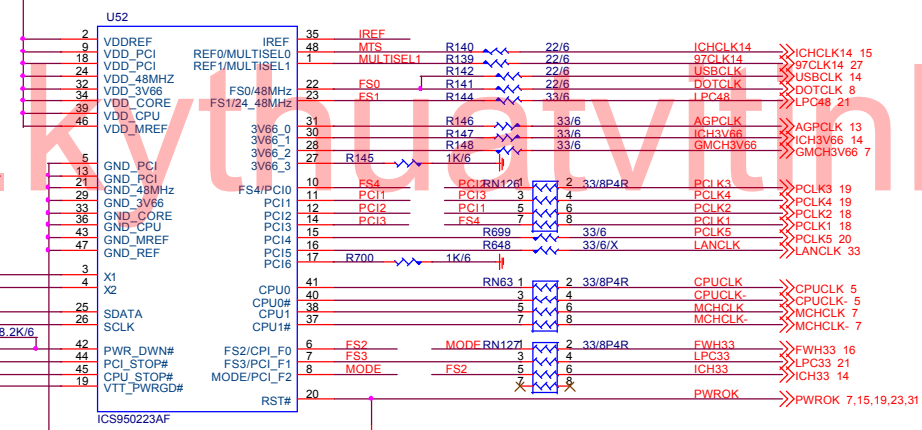 U52
2 VDDREF IREF 35 IREF
9 VDD_PCI REF0/MULTISEL0 48 MTS R140 22/6 ICHCLK14 ICHCLK14 15
18 VDD_PCI REF1/MULTISEL1 1 MULTISEL1 R139 22/6 97CLK14 97CLK14 27
24 VDD_48MHZ R142 22/6 USBCLK USBCLK 14
32 VDD_3V66 FS0/48MHz 22 FS0 R141 22/6 DOTCLK DOTCLK 8
34 VDD_CORE FS1/24_48MHz 23 FS1 R144 33/6 LPC48 LPC48 21
39 VDD_CPU
46 VDD_MREF 3V66_0 31 R146 33/6 AGPCLK AGPCLK 13
3V66_1 30 R147 33/6 ICH3V66 ICH3V66 14
3V66_2 28 R148 33/6 GMCH3V66 GMCH3V66 7
5 GND_PCI 3V66_3 27 R145 1K/6
.kythuatvitinh
13 GND_PCI
21 GND_48MHz FS4/PCI0 10 FS4 PCI2 RN126 1 2 33/8P4R PCLK3 PCLK3 19
29 GND_3V66 PCI1 11 PCI1 PCI3 3 4 PCLK4 PCLK4 19
33 GND_CORE PCI2 12 PCI2 PCI1 5 6 PCLK2 PCLK2 18
36 GND_CPU PCI3 14 PCI3 FS4 7 8 PCLK1 PCLK1 18
43 GND_MREF PCI4 15 R699 33/6 PCLK5 PCLK5 20
47 GND_REF PCI5 16 R648 33/6/X LANCLK LANCLK 33
PCI6 17 R700 1K/6
3 X1
4 X2 CPU0 41 RN63 1 2 33/8P4R CPUCLK CPUCLK 5
CPU0# 40 3 4 CPUCLK- CPUCLK- 5
25 SDATA CPU1 38 5 6 MCHCLK MCHCLK 7
26 SCLK CPU1# 37 7 8 MCHCLK- MCHCLK- 7
8.2K/6
42 PWR_DWN# FS2/CPI_F0 6 FS2 MODE RN127 1 2 33/8P4R FWH33 FWH33 16
44 PCI_STOP# FS3/PCI_F1 7 FS3 3 4 LPC33 LPC33 21
45 CPU_STOP# MODE/PCI_F2 8 MODE FS2 5 6 ICH33 ICH33 14
19 VTT_PWRGD# 7 8
RST# 20 PWROK PWROK 7,15,19,23,31
ICS950223AF